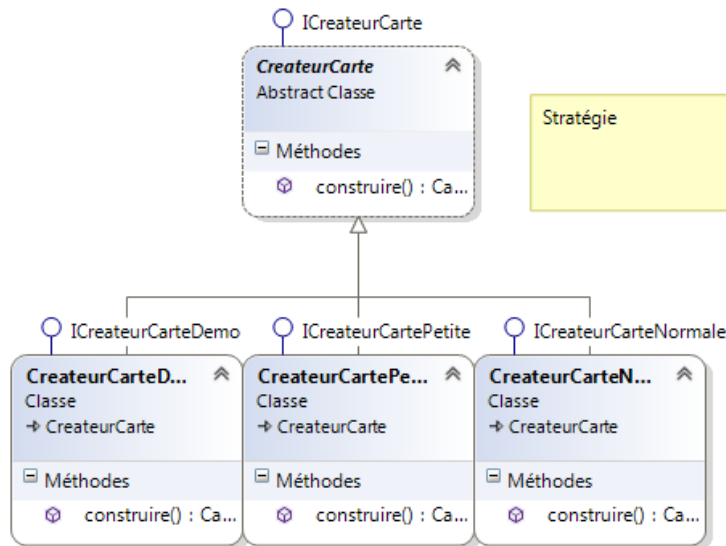 ICreateurCarte
CreateurCarte
Abstract Classe
Méthodes
construire() : Ca...
Stratégie
ICreateurCarteDemo
ICreateurCartePetite
ICreateurCarteNormale
CreateurCarteD...
Classe
CreateurCarte
Méthodes
construire() : Ca...
CreateurCartePe...
Classe
CreateurCarte
Méthodes
construire() : Ca...
CreateurCarteN...
Classe
CreateurCarte
Méthodes
construire() : Ca...